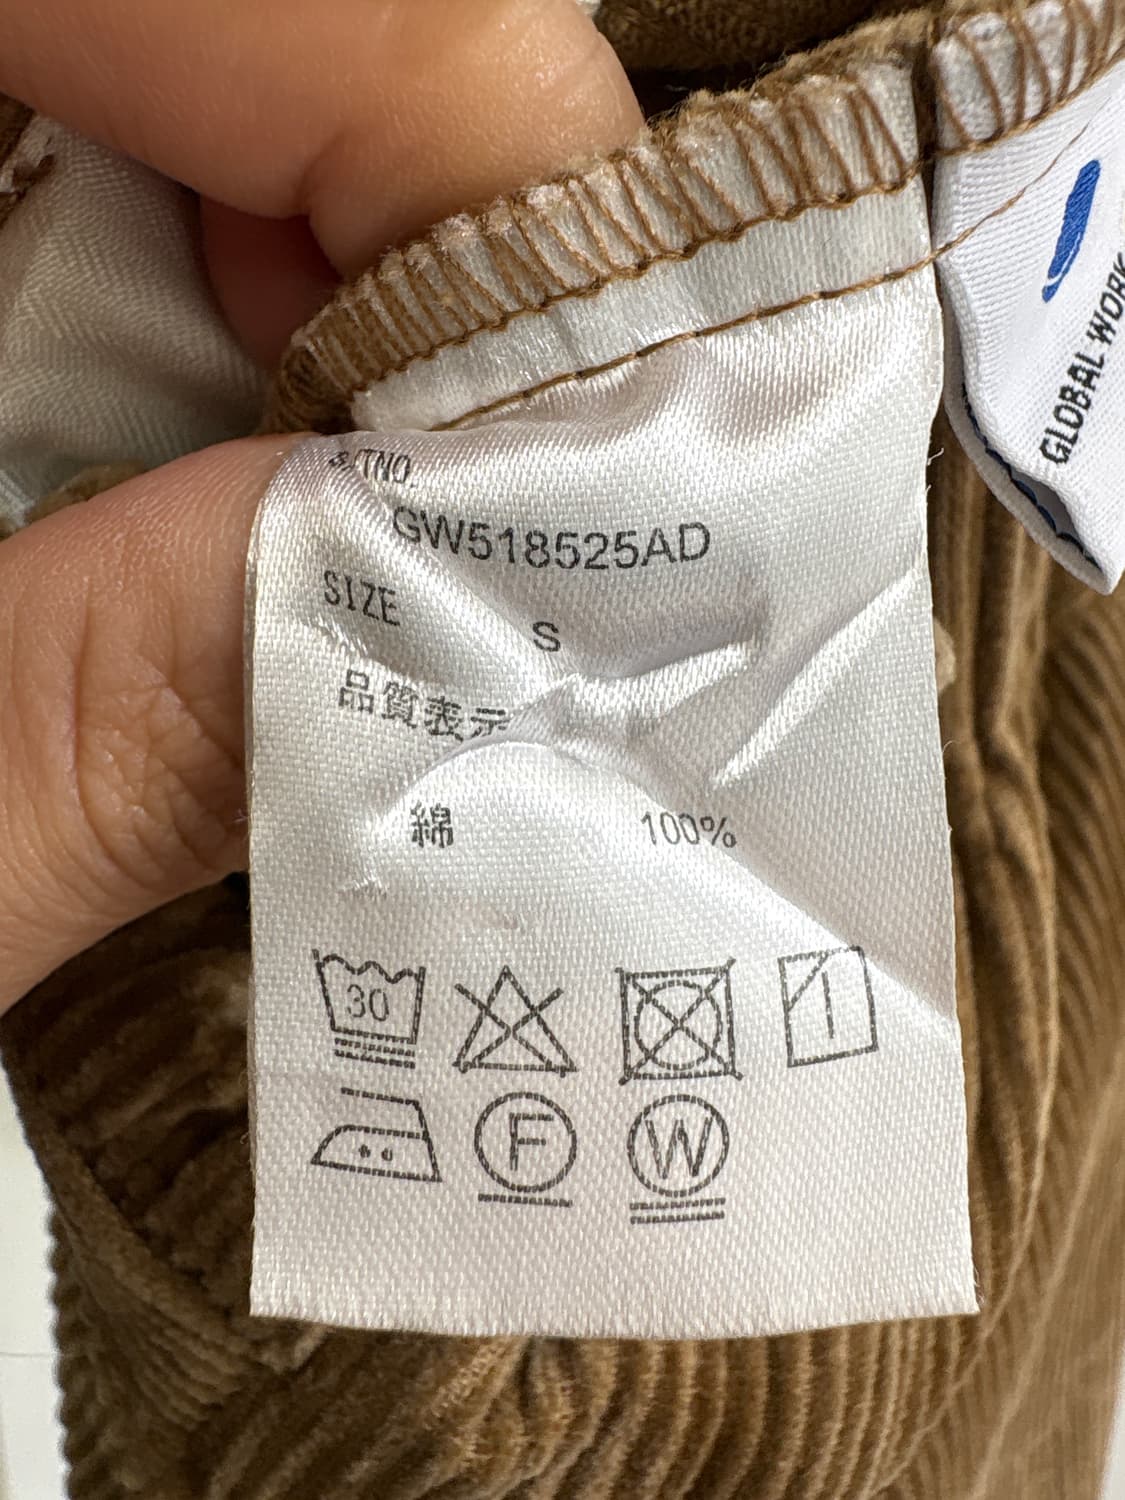 GW518525AD
SIZE
S
品質表示
綿 100%
30
F
W
GLOBAL WORK